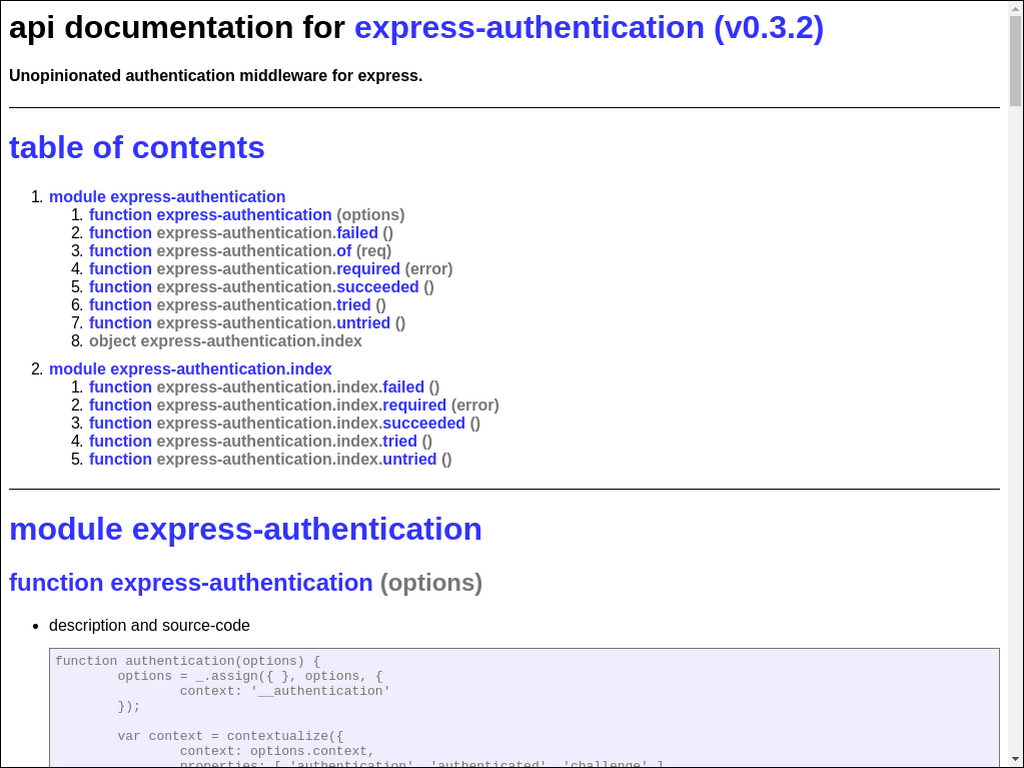 api documentation for express-authentication (v0.3.2)
Unopinionated authentication middleware for express.
table of contents
1. module express-authentication
1. function express-authentication (options)
2. function express-authentication.failed ()
3. function express-authentication.of (req)
4. function express-authentication.required (error)
5. function express-authentication.succeeded ()
6. function express-authentication.tried ()
7. function express-authentication.untried ()
8. object express-authentication.index
2. module express-authentication.index
1. function express-authentication.index.failed ()
2. function express-authentication.index.required (error)
3. function express-authentication.index.succeeded ()
4. function express-authentication.index.tried ()
5. function express-authentication.index.untried ()
module express-authentication
function express-authentication (options)
• description and source-code
function authentication(options) {
options = _.assign({ }, options, {
context: '__authentication'
});
var context = contextualize({
context: options.context,
properties: [ 'authentication', 'authenticated', 'challenge' ]